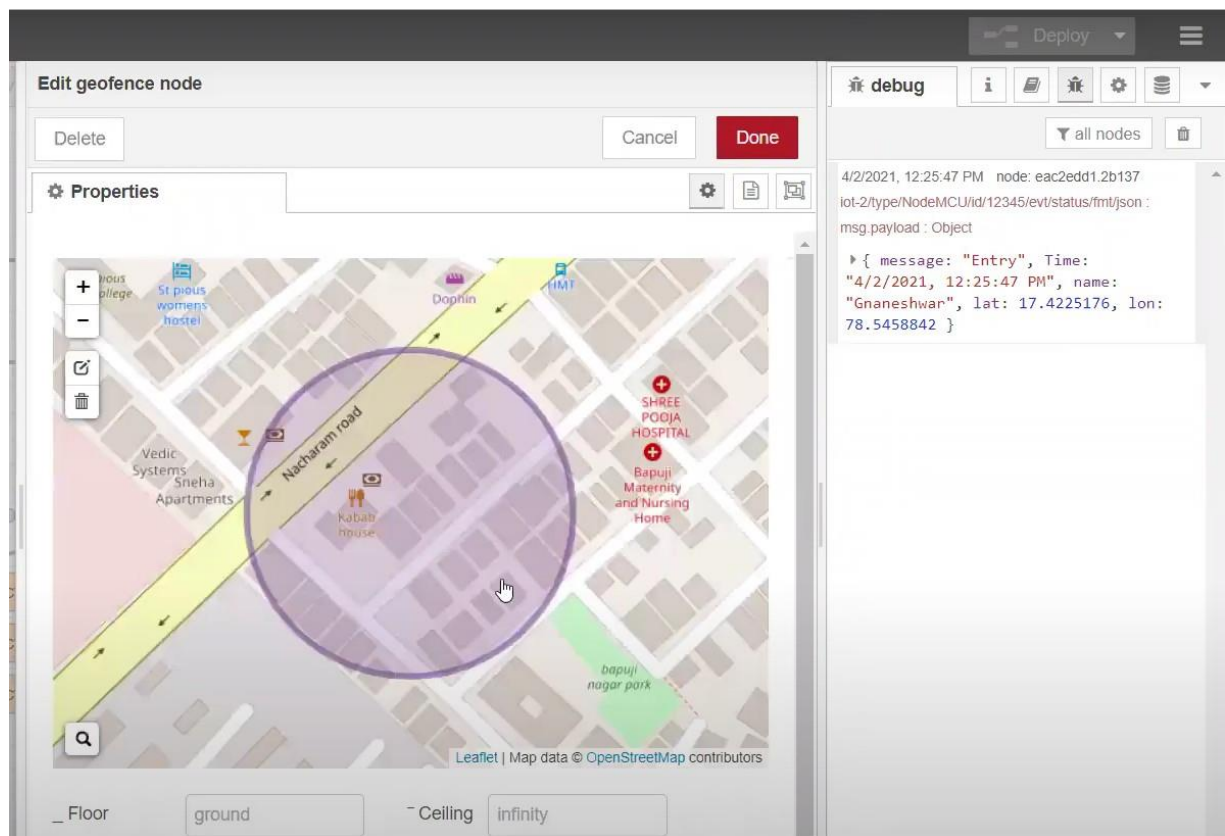 Deploy
Edit geofence node
Delete
Cancel
Done
Properties
+
−
pious
college
St pious
womens
hostel
Dophin
HMT
Nacharam road
Vedic
Systems
Sneha
Apartments
Kabab
house
SHREE
POOJA
HOSPITAL
Bapuji
Maternity
and Nursing
Home
bapuji
nagar park
Leaflet | Map data © OpenStreetMap contributors
_ Floor
ground
‾ Ceiling
infinity
debug
i
all nodes
4/2/2021, 12:25:47 PM node: eac2edd1.2b137
iot-2/type/NodeMCU/id/12345/evt/status/fmt/json :
msg.payload : Object
{ message: "Entry", Time:
"4/2/2021, 12:25:47 PM", name:
"Gnaneshwar", lat: 17.4225176, lon:
78.5458842 }